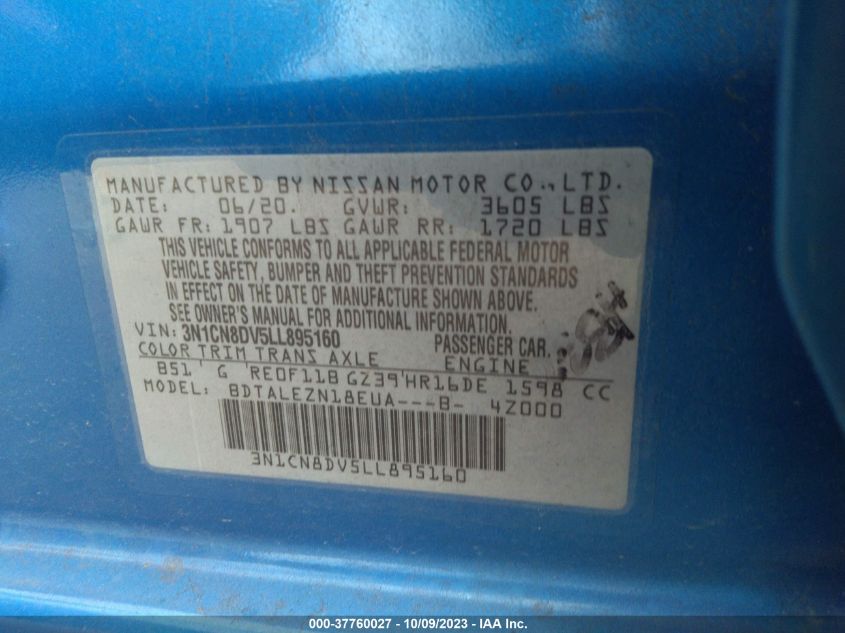 MANUFACTURED BY NISSAN MOTOR CO., LTD.
DATE: 06/20. GVWR: 3605 LBS
GAWR FR: 1907 LBS GAWR RR: 1720 LBS
THIS VEHICLE CONFORMS TO ALL APPLICABLE FEDERAL MOTOR
VEHICLE SAFETY, BUMPER AND THEFT PREVENTION STANDARDS
IN EFFECT ON THE DATE OF MANUFACTURE SHOWN ABOVE.
SEE OWNER'S MANUAL FOR ADDITIONAL INFORMATION.
VIN: 3N1CN8DV5LL895160 PASSENGER CAR.
COLOR TRIM TRANS AXLE ENGINE
B51 G RE0F11B GZ39 HR16DE 1598 CC
MODEL: BDTALEZN18EUA---B- 4Z000
3N1CN8DV5LL895160
000-37760027 - 10/09/2023 - IAA Inc.